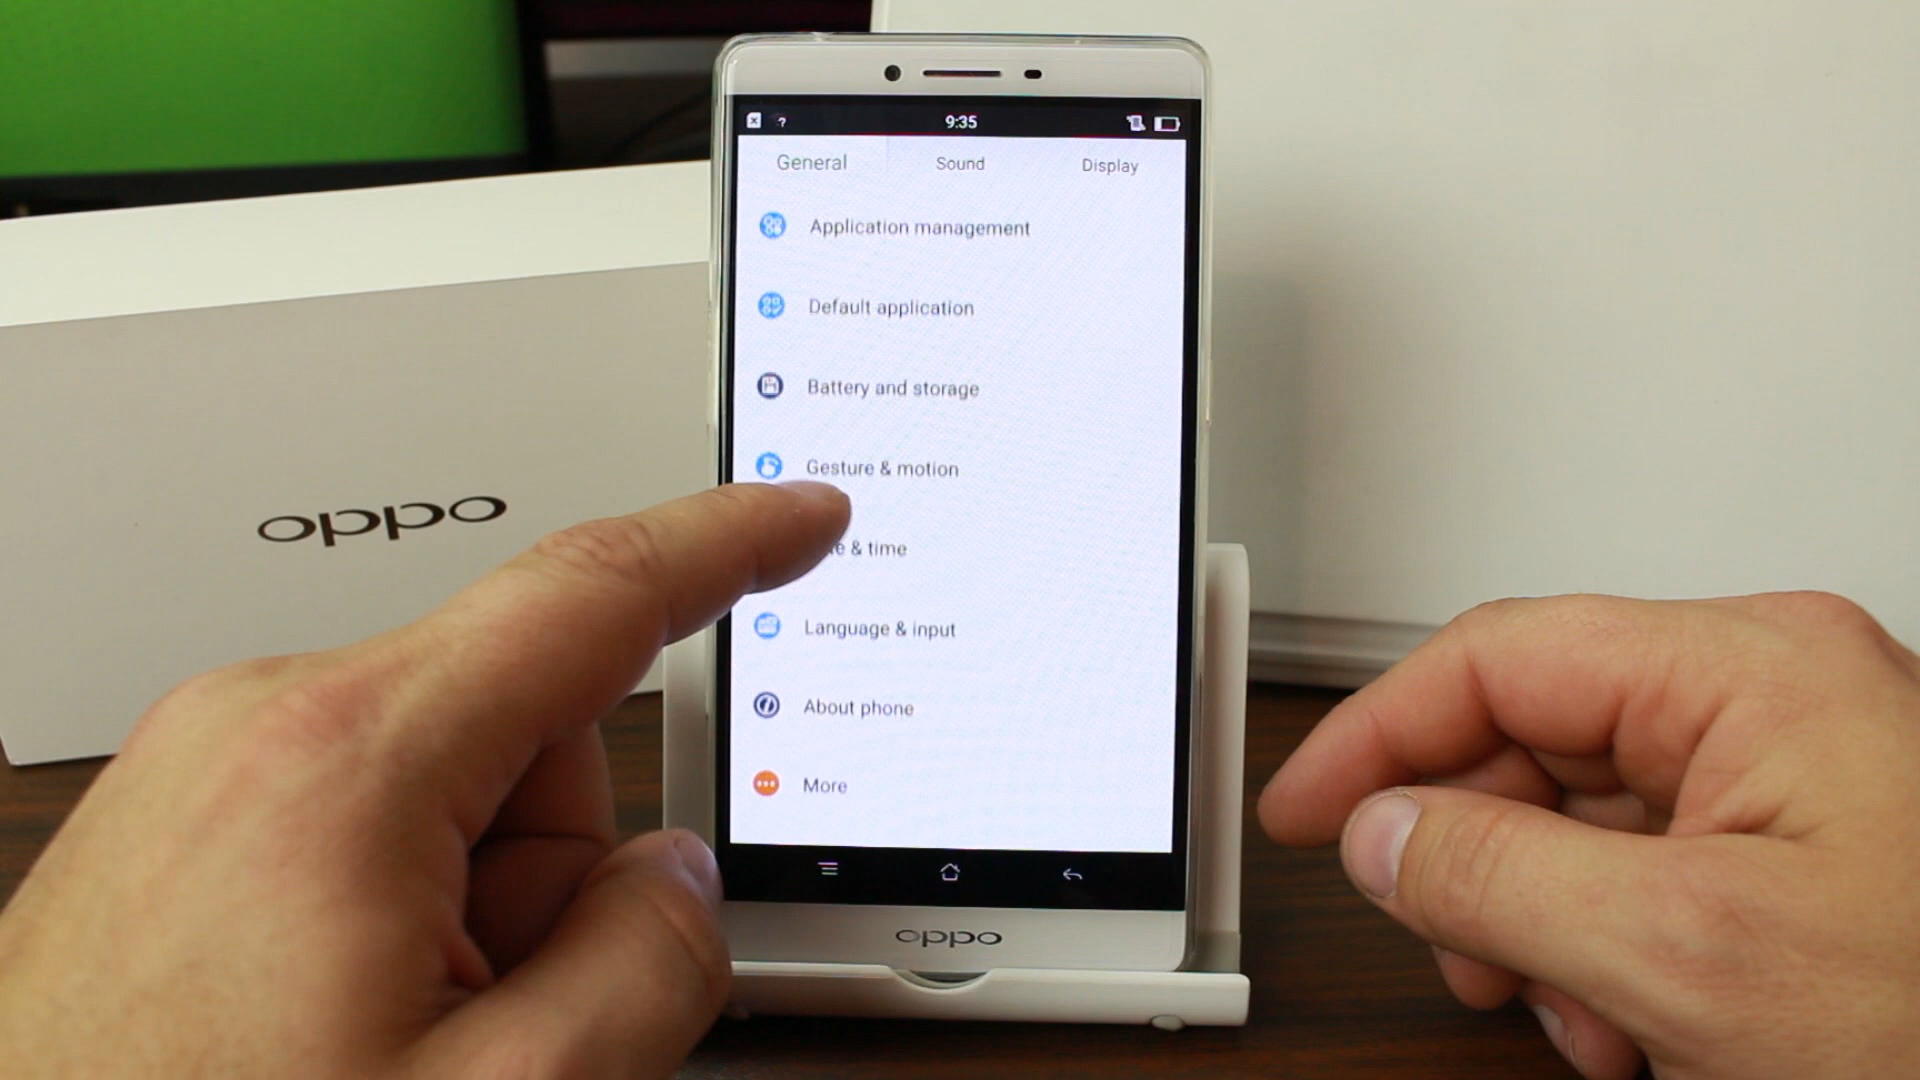 9:35
General Sound Display
Application management
Default application
Battery and storage
Gesture & motion
& time
Language & input
About phone
More
oppo
oppo